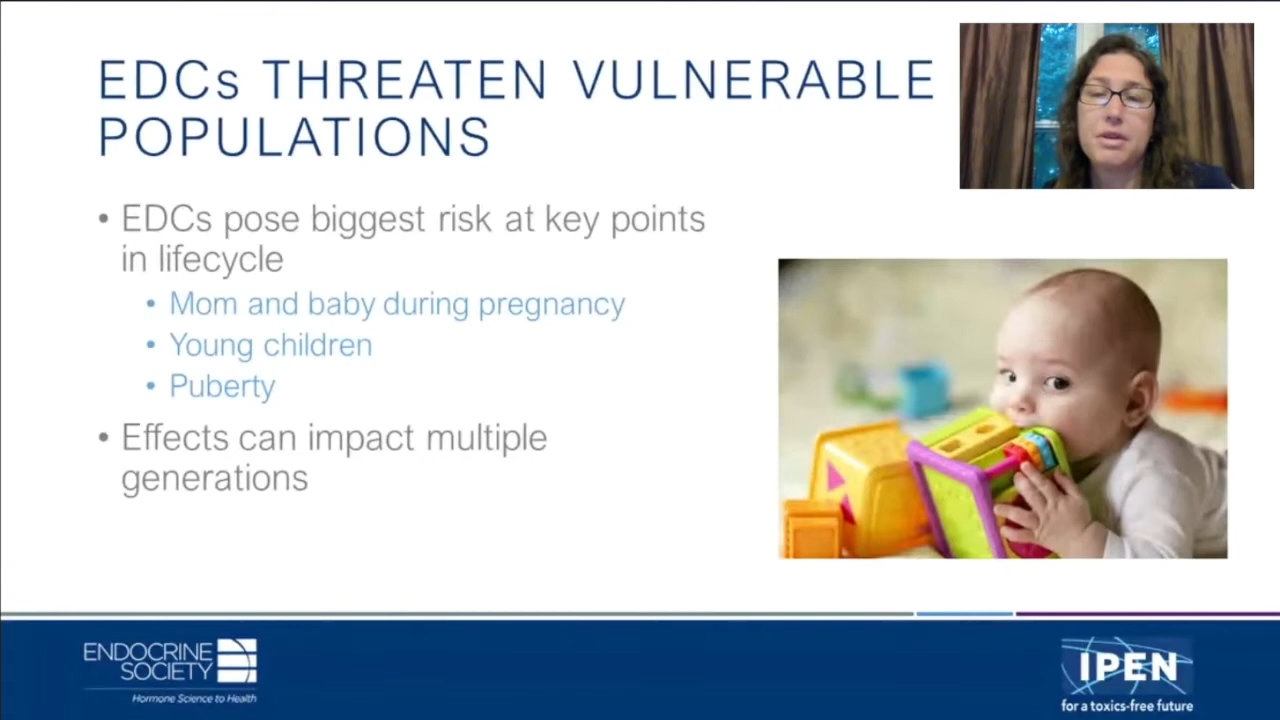 EDCs THREATEN VULNERABLE
POPULATIONS
• EDCs pose biggest risk at key points
in lifecycle
• Mom and baby during pregnancy
• Young children
• Puberty
• Effects can impact multiple
generations
ENDOCRINE
SOCIETY
Hormone Science to Health
IPEN
for a toxics-free future